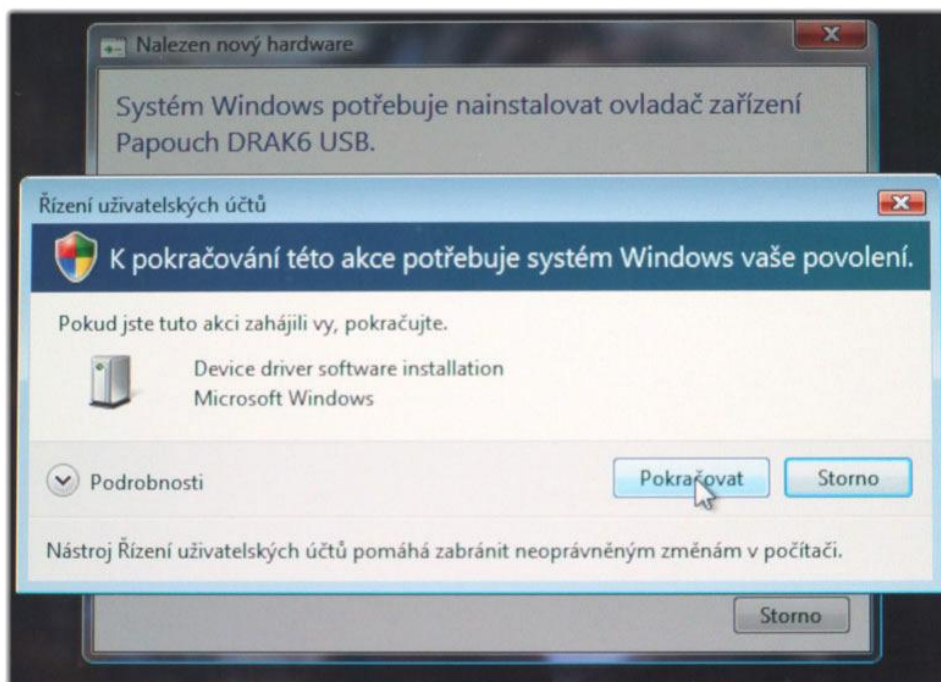 Nalezen nový hardware
Systém Windows potřebuje nainstalovat ovladač zařízení
Papouch DRAK6 USB.
Řízení uživatelských účtů
K pokračování této akce potřebuje systém Windows vaše povolení.
Pokud jste tuto akci zahájili vy, pokračujte.
Device driver software installation
Microsoft Windows
Podrobnosti
Pokračovat
Storno
Nástroj Řízení uživatelských účtů pomáhá zabránit neoprávněným změnám v počítači.
Storno